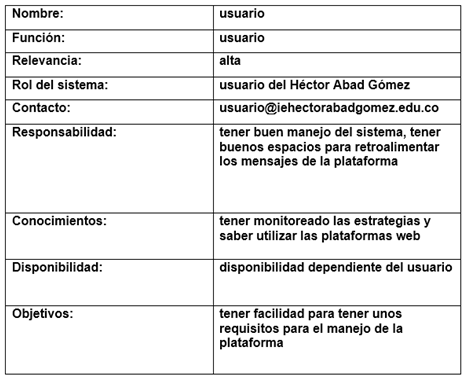 Nombre: usuario
Función: usuario
Relevancia: alta
Rol del sistema: usuario del Héctor Abad Gómez
Contacto: usuario@iehectorabadgomez.edu.co
Responsabilidad: tener buen manejo del sistema, tener
buenos espacios para retroalimentar
los mensajes de la plataforma
Conocimientos: tener monitoreado las estrategias y
saber utilizar las plataformas web
Disponibilidad: disponibilidad dependiente del usuario
Objetivos: tener facilidad para tener unos
requisitos para el manejo de la
plataforma